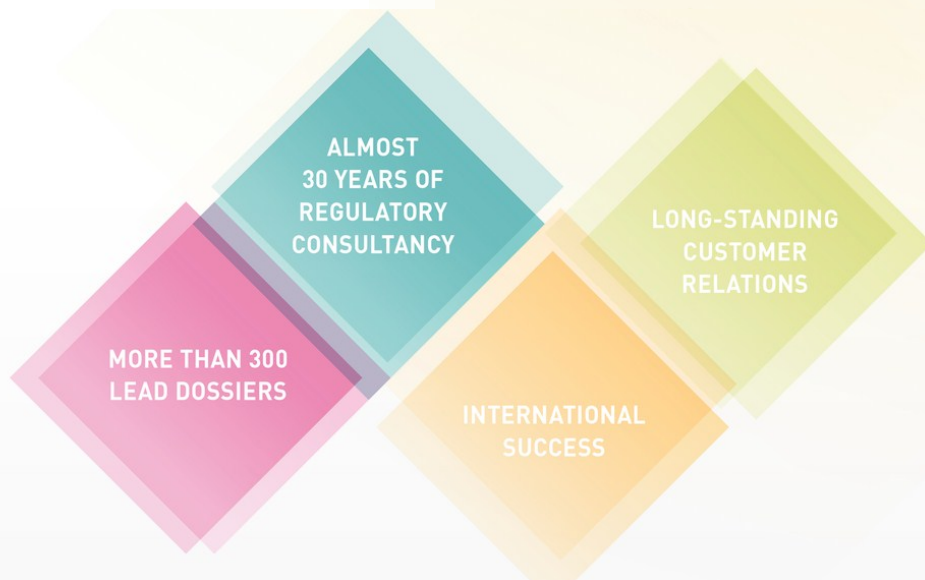 ALMOST
30 YEARS OF
REGULATORY
CONSULTANCY
LONG-STANDING
CUSTOMER
RELATIONS
MORE THAN 300
LEAD DOSSIERS
INTERNATIONAL
SUCCESS